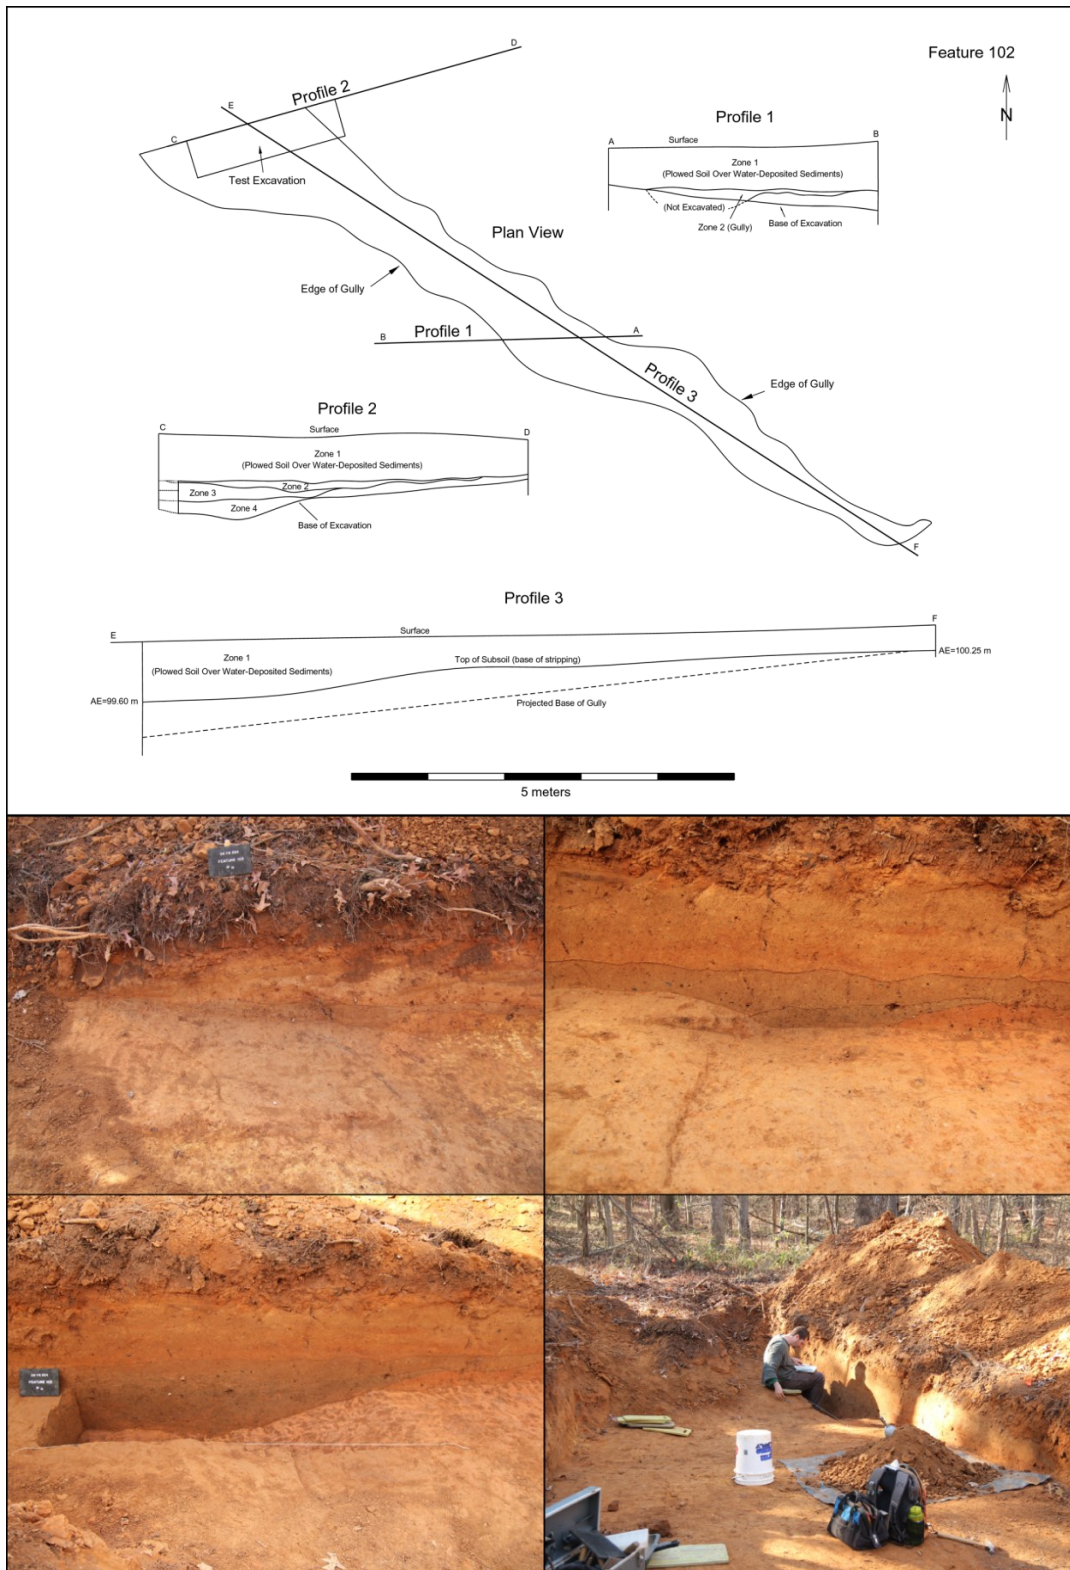 Feature 102
N
D
Profile 2
E
C
Test Excavation
Profile 1
A
B
Surface
Zone 1
(Plowed Soil Over Water-Deposited Sediments)
(Not Excavated)
Zone 2 (Gully)
Base of Excavation
Plan View
Edge of Gully
B
Profile 1
A
Profile 3
Edge of Gully
F
Profile 2
C
Surface
D
Zone 1
(Plowed Soil Over Water-Deposited Sediments)
Zone 2
Zone 3
Zone 4
Base of Excavation
Profile 3
E
Surface
F
Zone 1
(Plowed Soil Over Water-Deposited Sediments)
Top of Subsoil (base of stripping)
AE=100.25 m
AE=99.60 m
Projected Base of Gully
5 meters
FEATURE 102
FEATURE 102